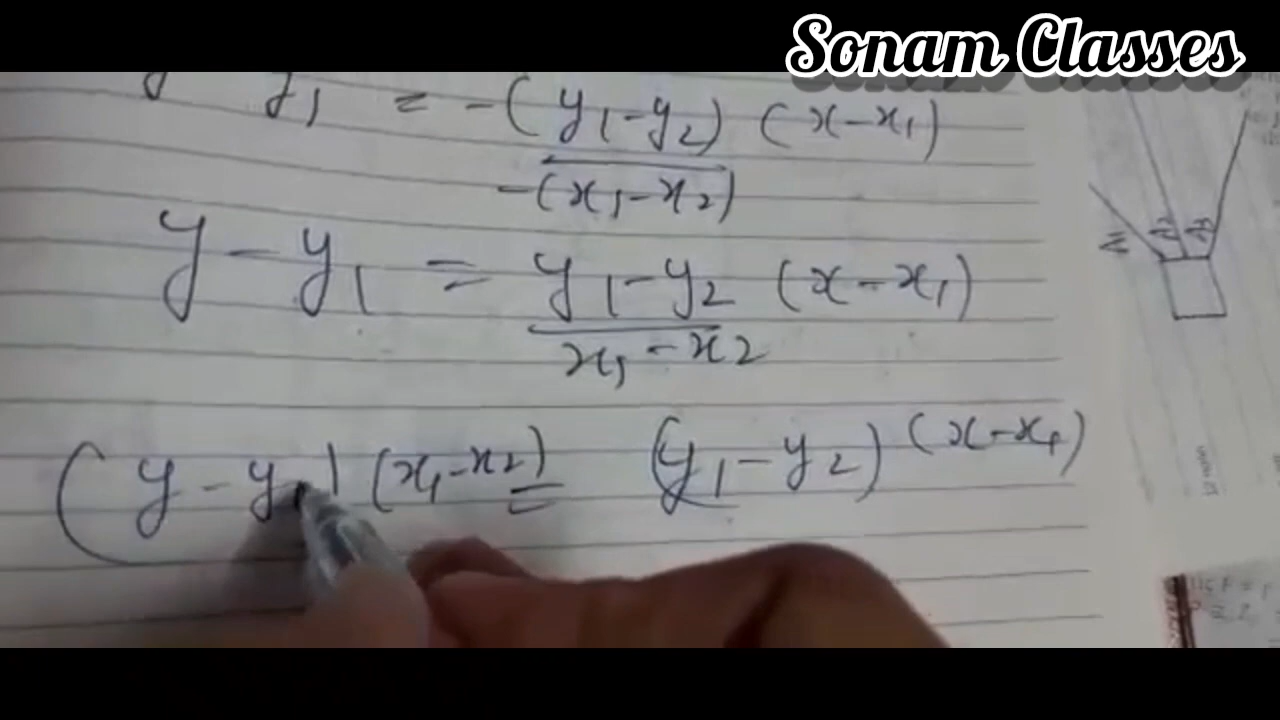 Sonam Classes
y y₁ = -(y₁-y₂) (x-x₁)
-(x₁-x₂)
y - y₁ = y₁-y₂ (x-x₁)
x₁-x₂
(y-y₁) (x₁-x₂) = (y₁-y₂) (x-x₁)